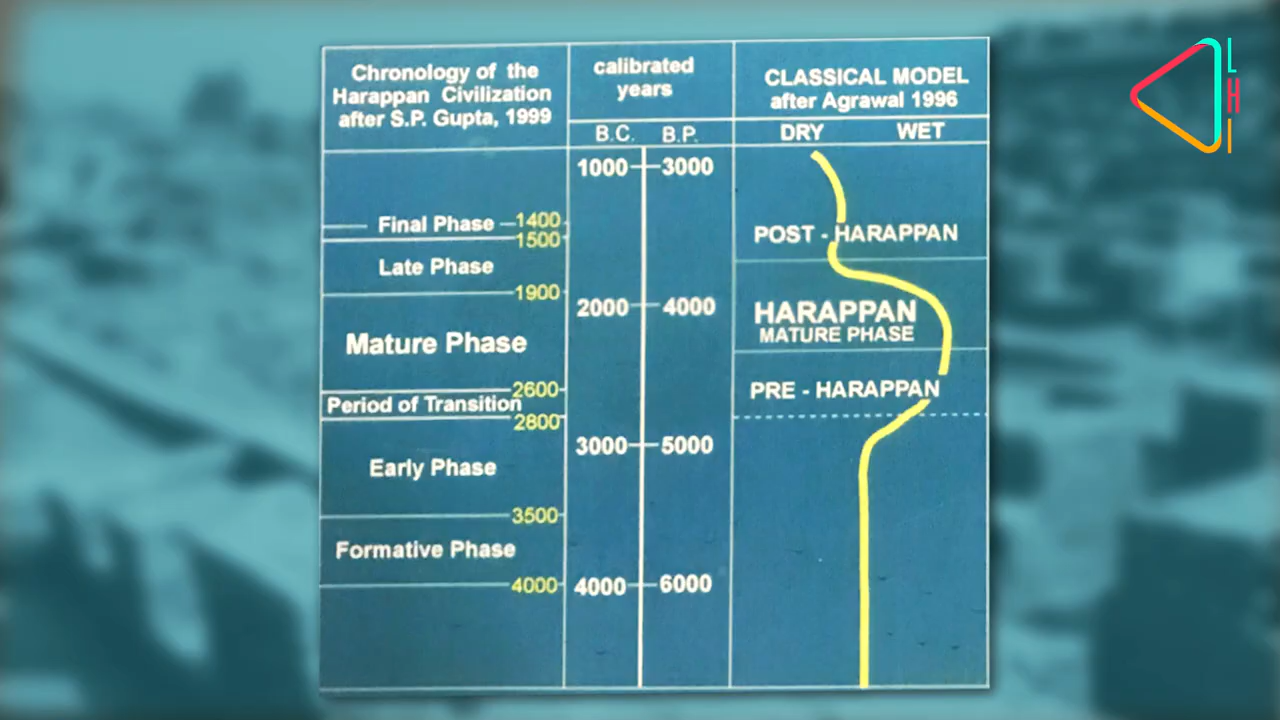 Chronology of the
Harappan Civilization
after S.P. Gupta, 1999
calibrated
years
B.C. B.P.
CLASSICAL MODEL
after Agrawal 1996
DRY WET
1000 3000
Final Phase 1400
1500
POST - HARAPPAN
Late Phase
1900
2000 4000
HARAPPAN
MATURE PHASE
Mature Phase
2600
PRE - HARAPPAN
Period of Transition
2800
3000 5000
Early Phase
3500
Formative Phase
4000
4000 6000
L
H
I